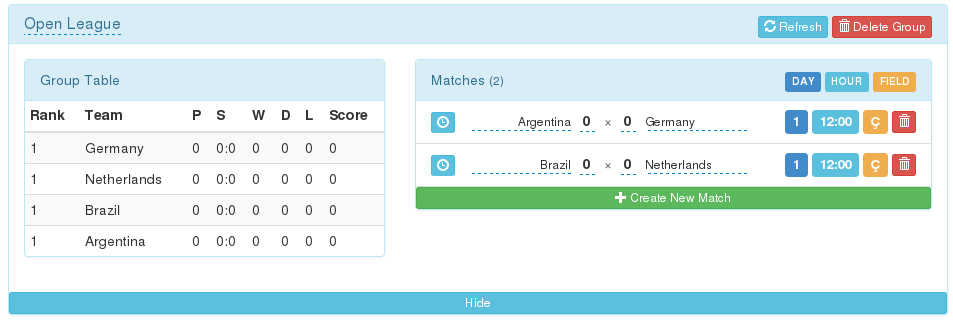 Open League
Refresh Delete Group
Group Table
Rank Team P S W D L Score
1 Germany 0 0:0 0 0 0 0
1 Netherlands 0 0:0 0 0 0 0
1 Brazil 0 0:0 0 0 0 0
1 Argentina 0 0:0 0 0 0 0
Matches (2) DAY HOUR FIELD
Argentina 0 × 0 Germany 1 12:00 Ç
Brazil 0 × 0 Netherlands 1 12:00 Ç
Create New Match
Hide